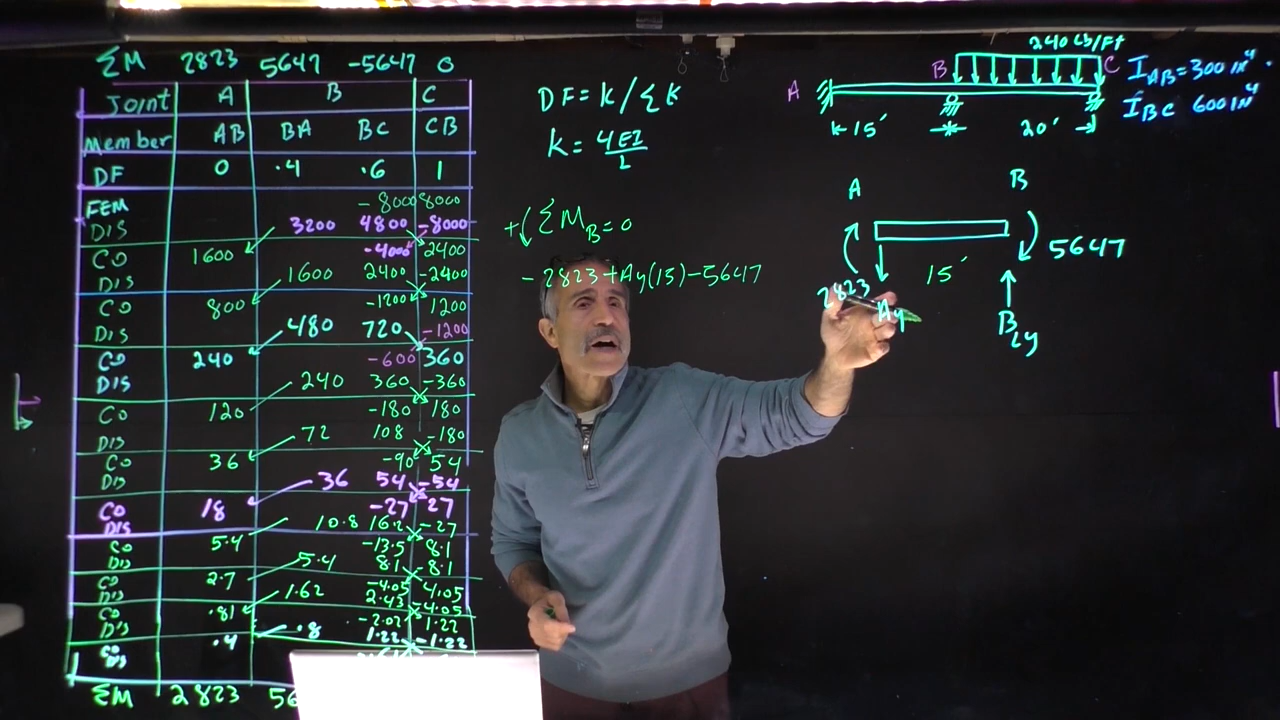 ΣM 2823 5647 -5647 0
Joint A B C
Member AB BA BC CB
DF 0 .4 .6 1
FEM -8000 8000
DIS 3200 4800 -8000
CO 1600 -4000 2400
DIS 1600 2400 -2400
CO 800 -1200 1200
DIS 480 720 -1200
CO 240 -600 360
DIS 240 360 -360
CO 120 -180 180
DIS 72 108 -180
CO 36 -90 54
DIS 36 54 -54
CO 18 -27 27
DIS 10.8 16.2 -27
CO 5.4 -13.5 8.1
DIS 5.4 8.1 -8.1
CO 2.7 -4.05 4.05
DIS 1.62 2.43 -4.05
CO .81 -2.02 1.22
DIS .8 1.22 -1.22
CO .4
DIS
ΣM 2823 56
DF = K/ΣK
K = 4EI/L
+ ΣM_B = 0
- 2823 + Ay(15) - 5647
240 Lb/Ft
A B C
15' 20'
I_AB = 300 in⁴
I_BC 600 in⁴
A B
5647
15'
2823 Ay
B_1y